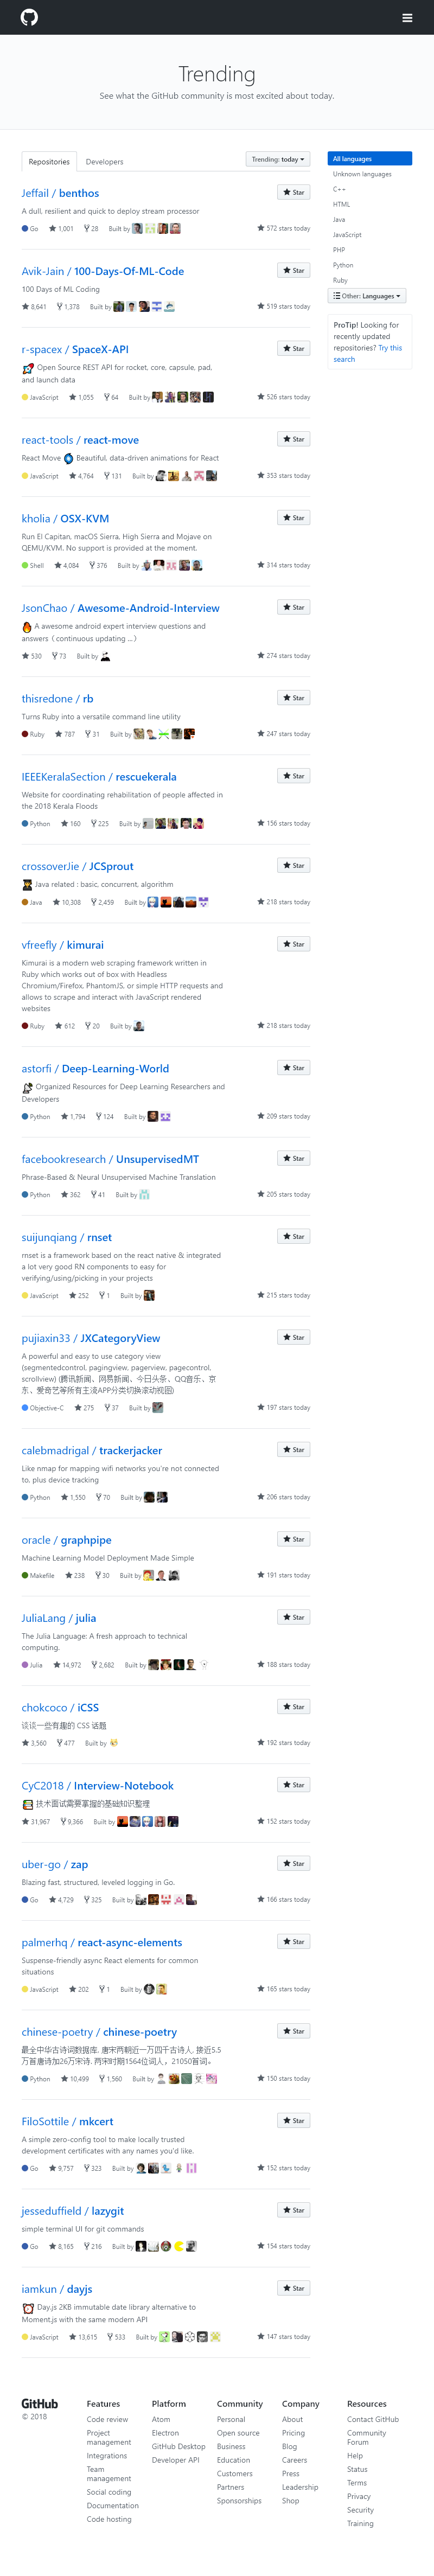 Trending
See what the GitHub community is most excited about today.
Repositories
Developers
Trending: today
Jeffail / benthos
Star
A dull, resilient and quick to deploy stream processor
Go 1,001 28 Built by
572 stars today
Avik-Jain / 100-Days-Of-ML-Code
Star
100 Days of ML Coding
8,641 1,378 Built by
519 stars today
r-spacex / SpaceX-API
Star
Open Source REST API for rocket, core, capsule, pad,
and launch data
JavaScript 1,055 64 Built by
526 stars today
react-tools / react-move
Star
React Move Beautiful, data-driven animations for React
JavaScript 4,764 131 Built by
353 stars today
kholia / OSX-KVM
Star
Run El Capitan, macOS Sierra, High Sierra and Mojave on
QEMU/KVM. No support is provided at the moment.
Shell 4,084 376 Built by
314 stars today
JsonChao / Awesome-Android-Interview
Star
A awesome android expert interview questions and
answers（continuous updating ...）
530 73 Built by
274 stars today
thisredone / rb
Star
Turns Ruby into a versatile command line utility
Ruby 787 31 Built by
247 stars today
IEEEKeralaSection / rescuekerala
Star
Website for coordinating rehabilitation of people affected in
the 2018 Kerala Floods
Python 160 225 Built by
156 stars today
crossoverJie / JCSprout
Star
Java related : basic, concurrent, algorithm
Java 10,308 2,459 Built by
218 stars today
vfreefly / kimurai
Star
Kimurai is a modern web scraping framework written in
Ruby which works out of box with Headless
Chromium/Firefox, PhantomJS, or simple HTTP requests and
allows to scrape and interact with JavaScript rendered
websites
Ruby 612 20 Built by
218 stars today
astorfi / Deep-Learning-World
Star
Organized Resources for Deep Learning Researchers and
Developers
Python 1,794 124 Built by
209 stars today
facebookresearch / UnsupervisedMT
Star
Phrase-Based & Neural Unsupervised Machine Translation
Python 362 41 Built by
205 stars today
suijunqiang / rnset
Star
rnset is a framework based on the react native & integrated
a lot very good RN components to easy for
verifying/using/picking in your projects
JavaScript 252 1 Built by
215 stars today
pujiaxin33 / JXCategoryView
Star
A powerful and easy to use category view
(segmentedcontrol, pagingview, pagerview, pagecontrol,
scrollview) (腾讯新闻、网易新闻、今日头条、QQ音乐、京
东、爱奇艺等所有主流APP分类切换滚动视图)
Objective-C 275 37 Built by
197 stars today
calebmadrigal / trackerjacker
Star
Like nmap for mapping wifi networks you're not connected
to, plus device tracking
Python 1,550 70 Built by
206 stars today
oracle / graphpipe
Star
Machine Learning Model Deployment Made Simple
Makefile 238 30 Built by
191 stars today
JuliaLang / julia
Star
The Julia Language: A fresh approach to technical
computing.
Julia 14,972 2,682 Built by
188 stars today
chokcoco / iCSS
Star
谈谈一些有趣的 CSS 话题
3,560 477 Built by
192 stars today
CyC2018 / Interview-Notebook
Star
技术面试需要掌握的基础知识整理
31,967 9,366 Built by
152 stars today
uber-go / zap
Star
Blazing fast, structured, leveled logging in Go.
Go 4,729 325 Built by
166 stars today
palmerhq / react-async-elements
Star
Suspense-friendly async React elements for common
situations
JavaScript 202 1 Built by
165 stars today
chinese-poetry / chinese-poetry
Star
最全中华古诗词数据库, 唐宋两朝近一万四千古诗人, 接近5.5
万首唐诗加26万宋诗. 两宋时期1564位词人，21050首词。
Python 10,499 1,560 Built by
150 stars today
FiloSottile / mkcert
Star
A simple zero-config tool to make locally trusted
development certificates with any names you'd like.
Go 9,757 323 Built by
152 stars today
jesseduffield / lazygit
Star
simple terminal UI for git commands
Go 8,165 216 Built by
154 stars today
iamkun / dayjs
Star
Day.js 2KB immutable date library alternative to
Moment.js with the same modern API
JavaScript 13,615 533 Built by
147 stars today
All languages
Unknown languages
C++
HTML
Java
JavaScript
PHP
Python
Ruby
Other: Languages
ProTip! Looking for
recently updated
repositories? Try this
search
GitHub
© 2018
Features
Code review
Project
management
Integrations
Team
management
Social coding
Documentation
Code hosting
Platform
Atom
Electron
GitHub Desktop
Developer API
Community
Personal
Open source
Business
Education
Customers
Partners
Sponsorships
Company
About
Pricing
Blog
Careers
Press
Leadership
Shop
Resources
Contact GitHub
Community
Forum
Help
Status
Terms
Privacy
Security
Training